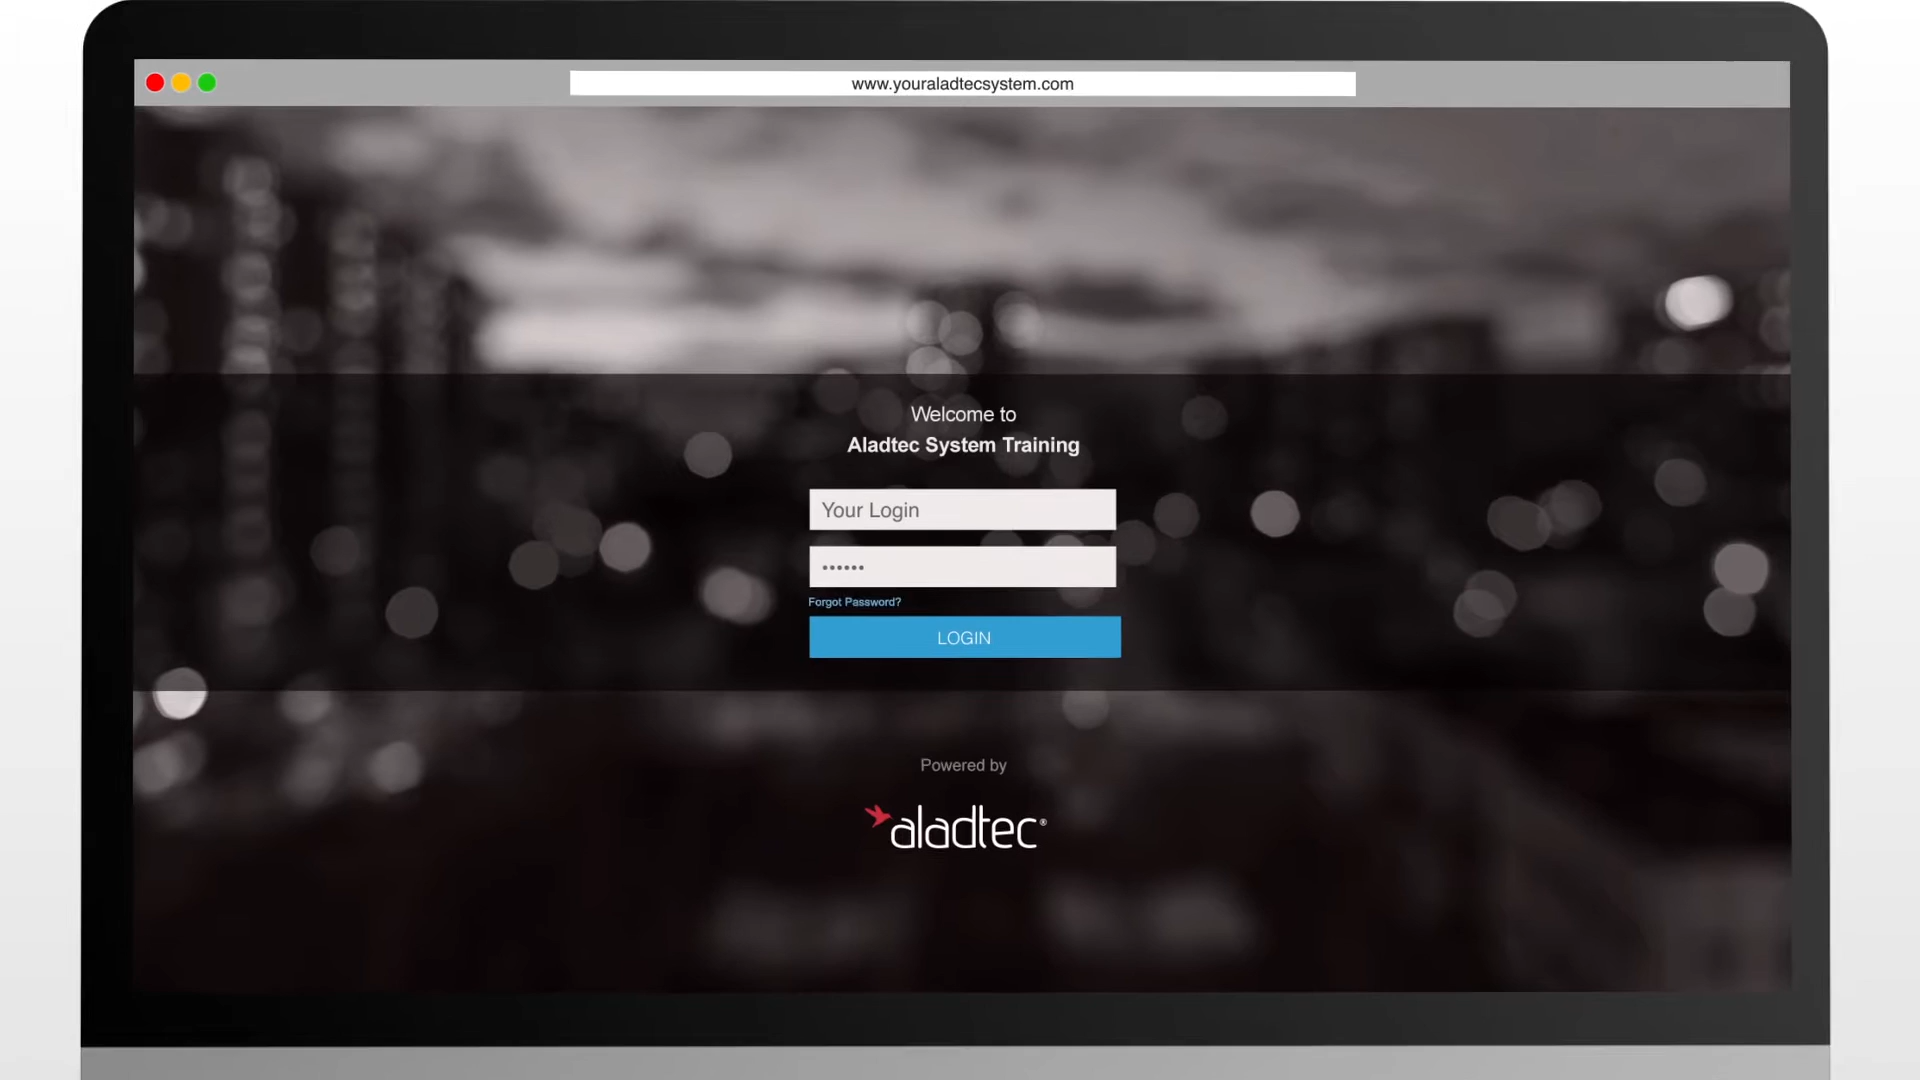 www.youraladtecsystem.com
Welcome to
Aladtec System Training
Your Login
••••••
Forgot Password?
LOGIN
Powered by
aladtec®